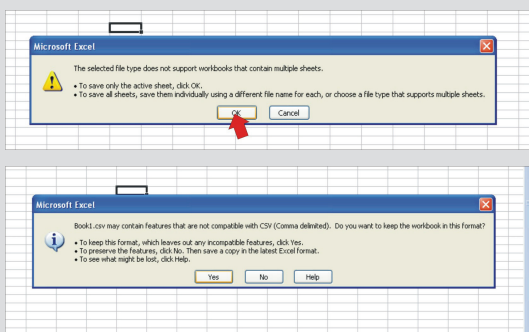 Microsoft Excel
The selected file type does not support workbooks that contain multiple sheets.
• To save only the active sheet, click OK.
• To save all sheets, save them individually using a different file name for each, or choose a file type that supports multiple sheets.
OK Cancel
Microsoft Excel
Book1.csv may contain features that are not compatible with CSV (Comma delimited). Do you want to keep the workbook in this format?
• To keep this format, which leaves out any incompatible features, click Yes.
• To preserve the features, click No. Then save a copy in the latest Excel format.
• To see what might be lost, click Help.
Yes No Help